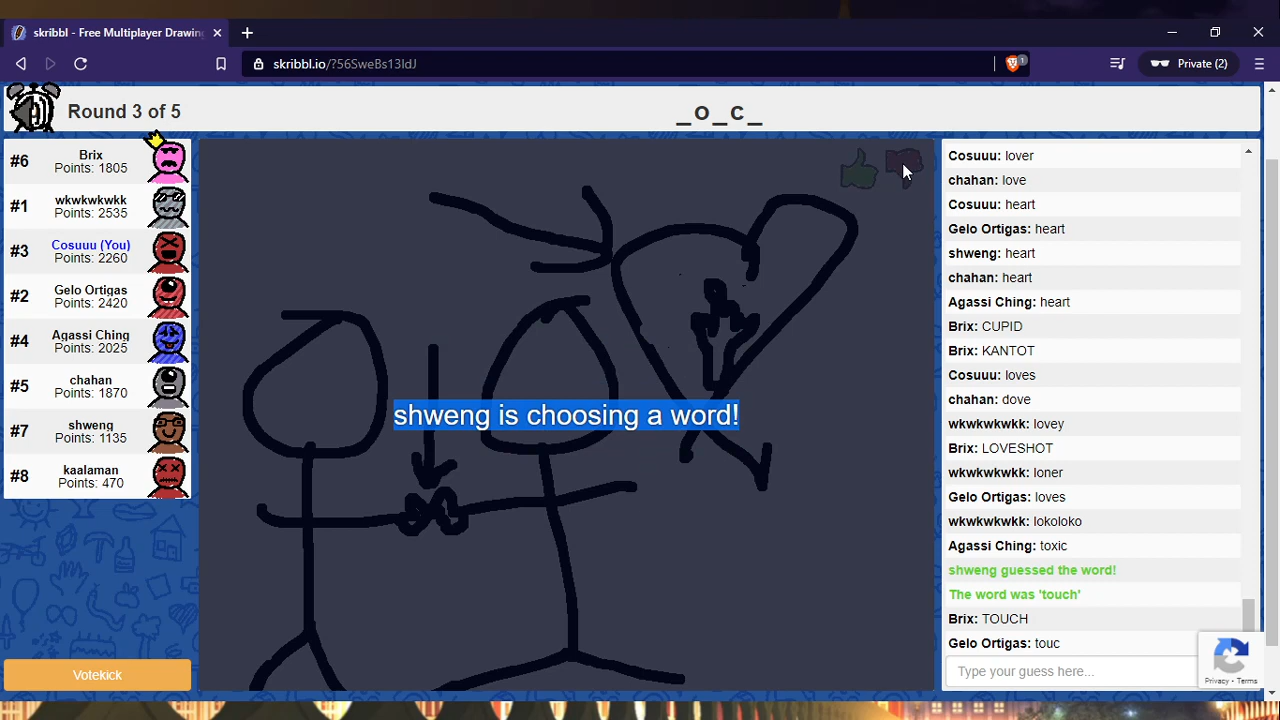 skribbl - Free Multiplayer Drawing
skribbl.io/?56SweBs13IdJ
1
Private (2)
Round 3 of 5
_o_c_
#6
Brix
Points: 1805
#1
wkwkwkwkk
Points: 2535
#3
Cosuuu (You)
Points: 2260
#2
Gelo Ortigas
Points: 2420
#4
Agassi Ching
Points: 2025
#5
chahan
Points: 1870
#7
shweng
Points: 1135
#8
kaalaman
Points: 470
Votekick
shweng is choosing a word!
Cosuuu: lover
chahan: love
Cosuuu: heart
Gelo Ortigas: heart
shweng: heart
chahan: heart
Agassi Ching: heart
Brix: CUPID
Brix: KANTOT
Cosuuu: loves
chahan: dove
wkwkwkwkk: lovey
Brix: LOVESHOT
wkwkwkwkk: loner
Gelo Ortigas: loves
wkwkwkwkk: lokoloko
Agassi Ching: toxic
shweng guessed the word!
The word was 'touch'
Brix: TOUCH
Gelo Ortigas: touc
Type your guess here...
Privacy - Terms